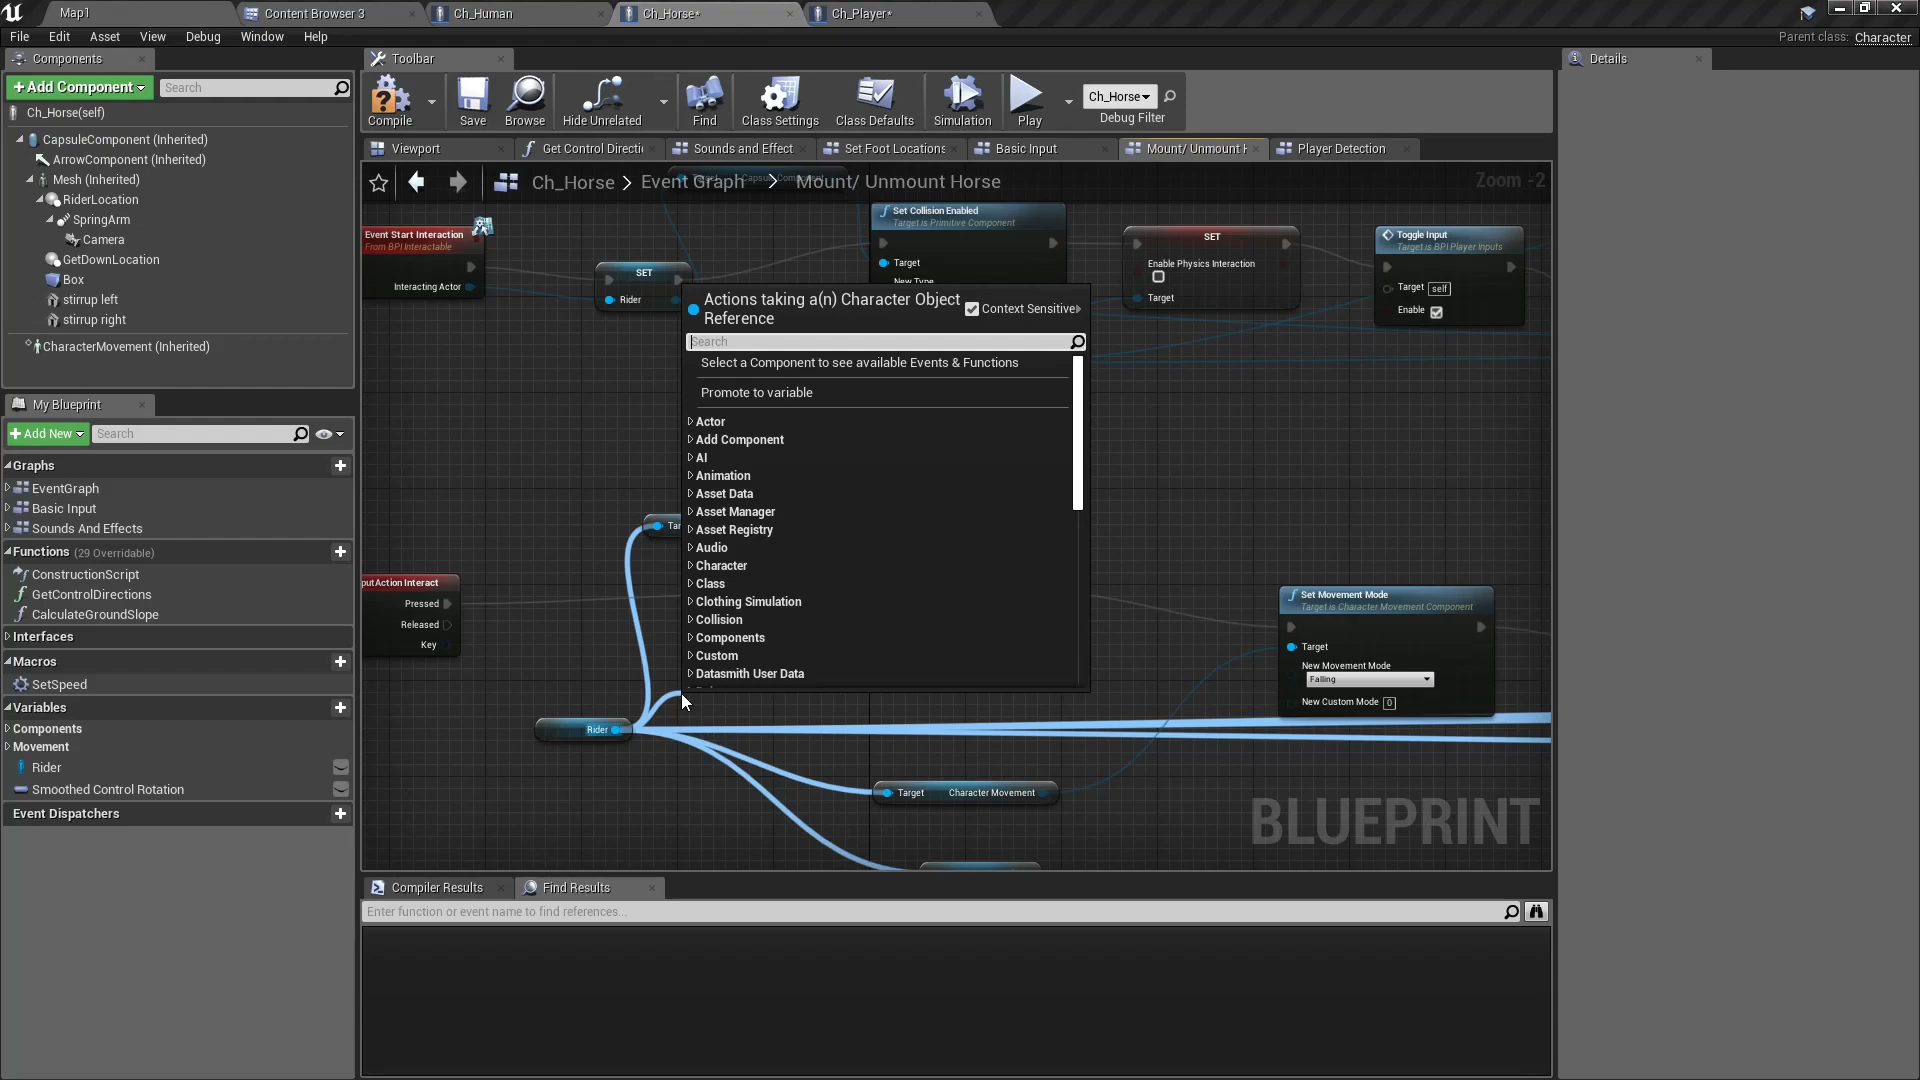 Map1
Content Browser 3
Ch_Human
Ch_Horse*
Ch_Player*
File Edit Asset View Debug Window Help
Parent class: Character
Components
Toolbar
Details
+Add Component
Search
Ch_Horse(self)
CapsuleComponent (Inherited)
ArrowComponent (Inherited)
Mesh (Inherited)
RiderLocation
SpringArm
Camera
GetDownLocation
Box
stirrup left
stirrup right
CharacterMovement (Inherited)
Compile
Save
Browse
Hide Unrelated
Find
Class Settings
Class Defaults
Simulation
Play
Ch_Horse
Debug Filter
Viewport
Get Control Directi
Sounds and Effect
Set Foot Locations
Basic Input
Mount/ Unmount H
Player Detection
Ch_Horse > Event Graph > Mount/ Unmount Horse
Zoom -2
Target Capsule Component
Event Start Interaction
From BPI Interactable
Interacting Actor
SET
Rider
Set Collision Enabled
Target is Primitive Component
Target
New Type
SET
Enable Physics Interaction
Target
Toggle Input
Target is BPI Player Inputs
Target self
Enable
Actions taking a(n) Character Object
Reference
Context Sensitive
Search
Select a Component to see available Events & Functions
Promote to variable
Actor
Add Component
AI
Animation
Asset Data
Asset Manager
Asset Registry
Audio
Character
Class
Clothing Simulation
Collision
Components
Custom
Datasmith User Data
Tar
putAction Interact
Pressed
Released
Key
Rider
Set Movement Mode
Target is Character Movement Component
Target
New Movement Mode
Falling
New Custom Mode 0
Target Character Movement
BLUEPRINT
My Blueprint
+Add New
Search
Graphs
EventGraph
Basic Input
Sounds And Effects
Functions (29 Overridable)
ConstructionScript
GetControlDirections
CalculateGroundSlope
Interfaces
Macros
SetSpeed
Variables
Components
Movement
Rider
Smoothed Control Rotation
Event Dispatchers
Compiler Results
Find Results
Enter function or event name to find references...